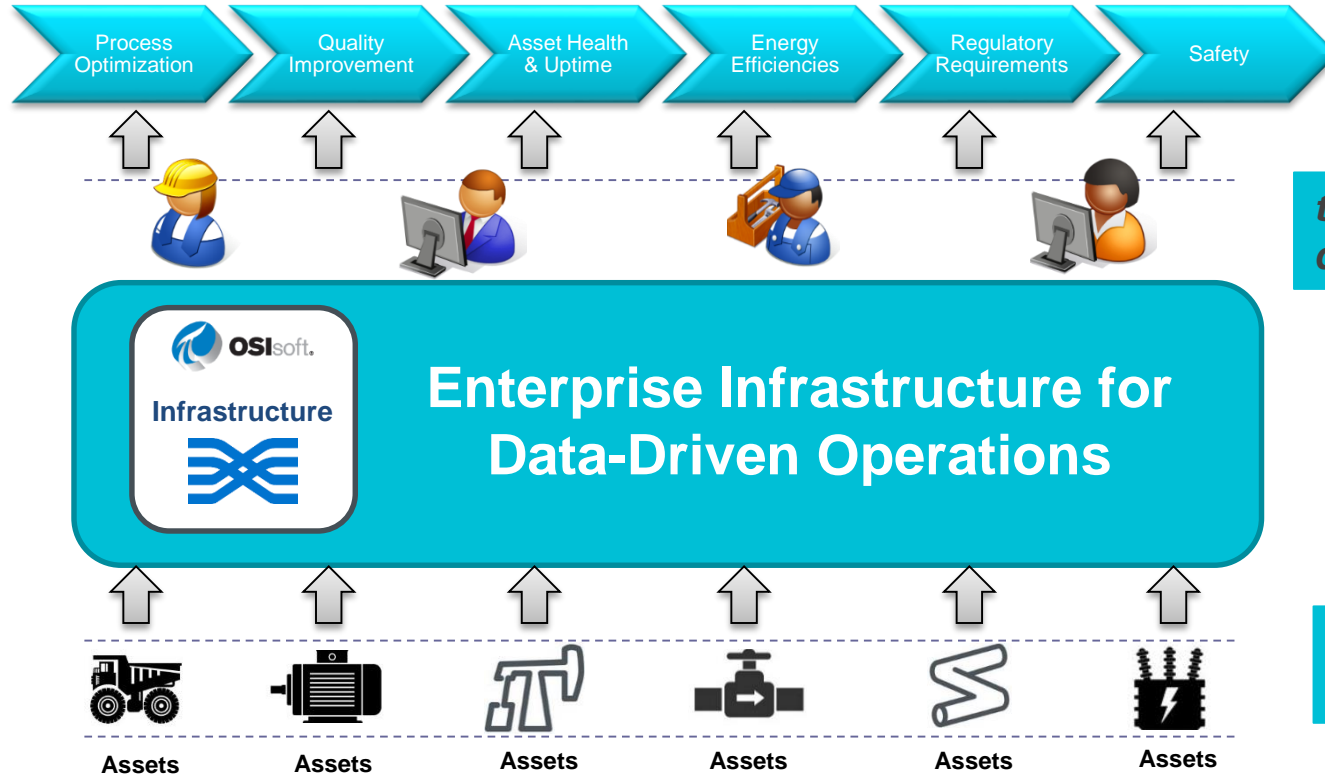 Process
Optimization
Quality
Improvement
Asset Health
& Uptime
Energy
Efficiencies
Regulatory
Requirements
Safety
OSIsoft.
Infrastructure
Enterprise Infrastructure for
Data-Driven Operations
Assets
Assets
Assets
Assets
Assets
Assets